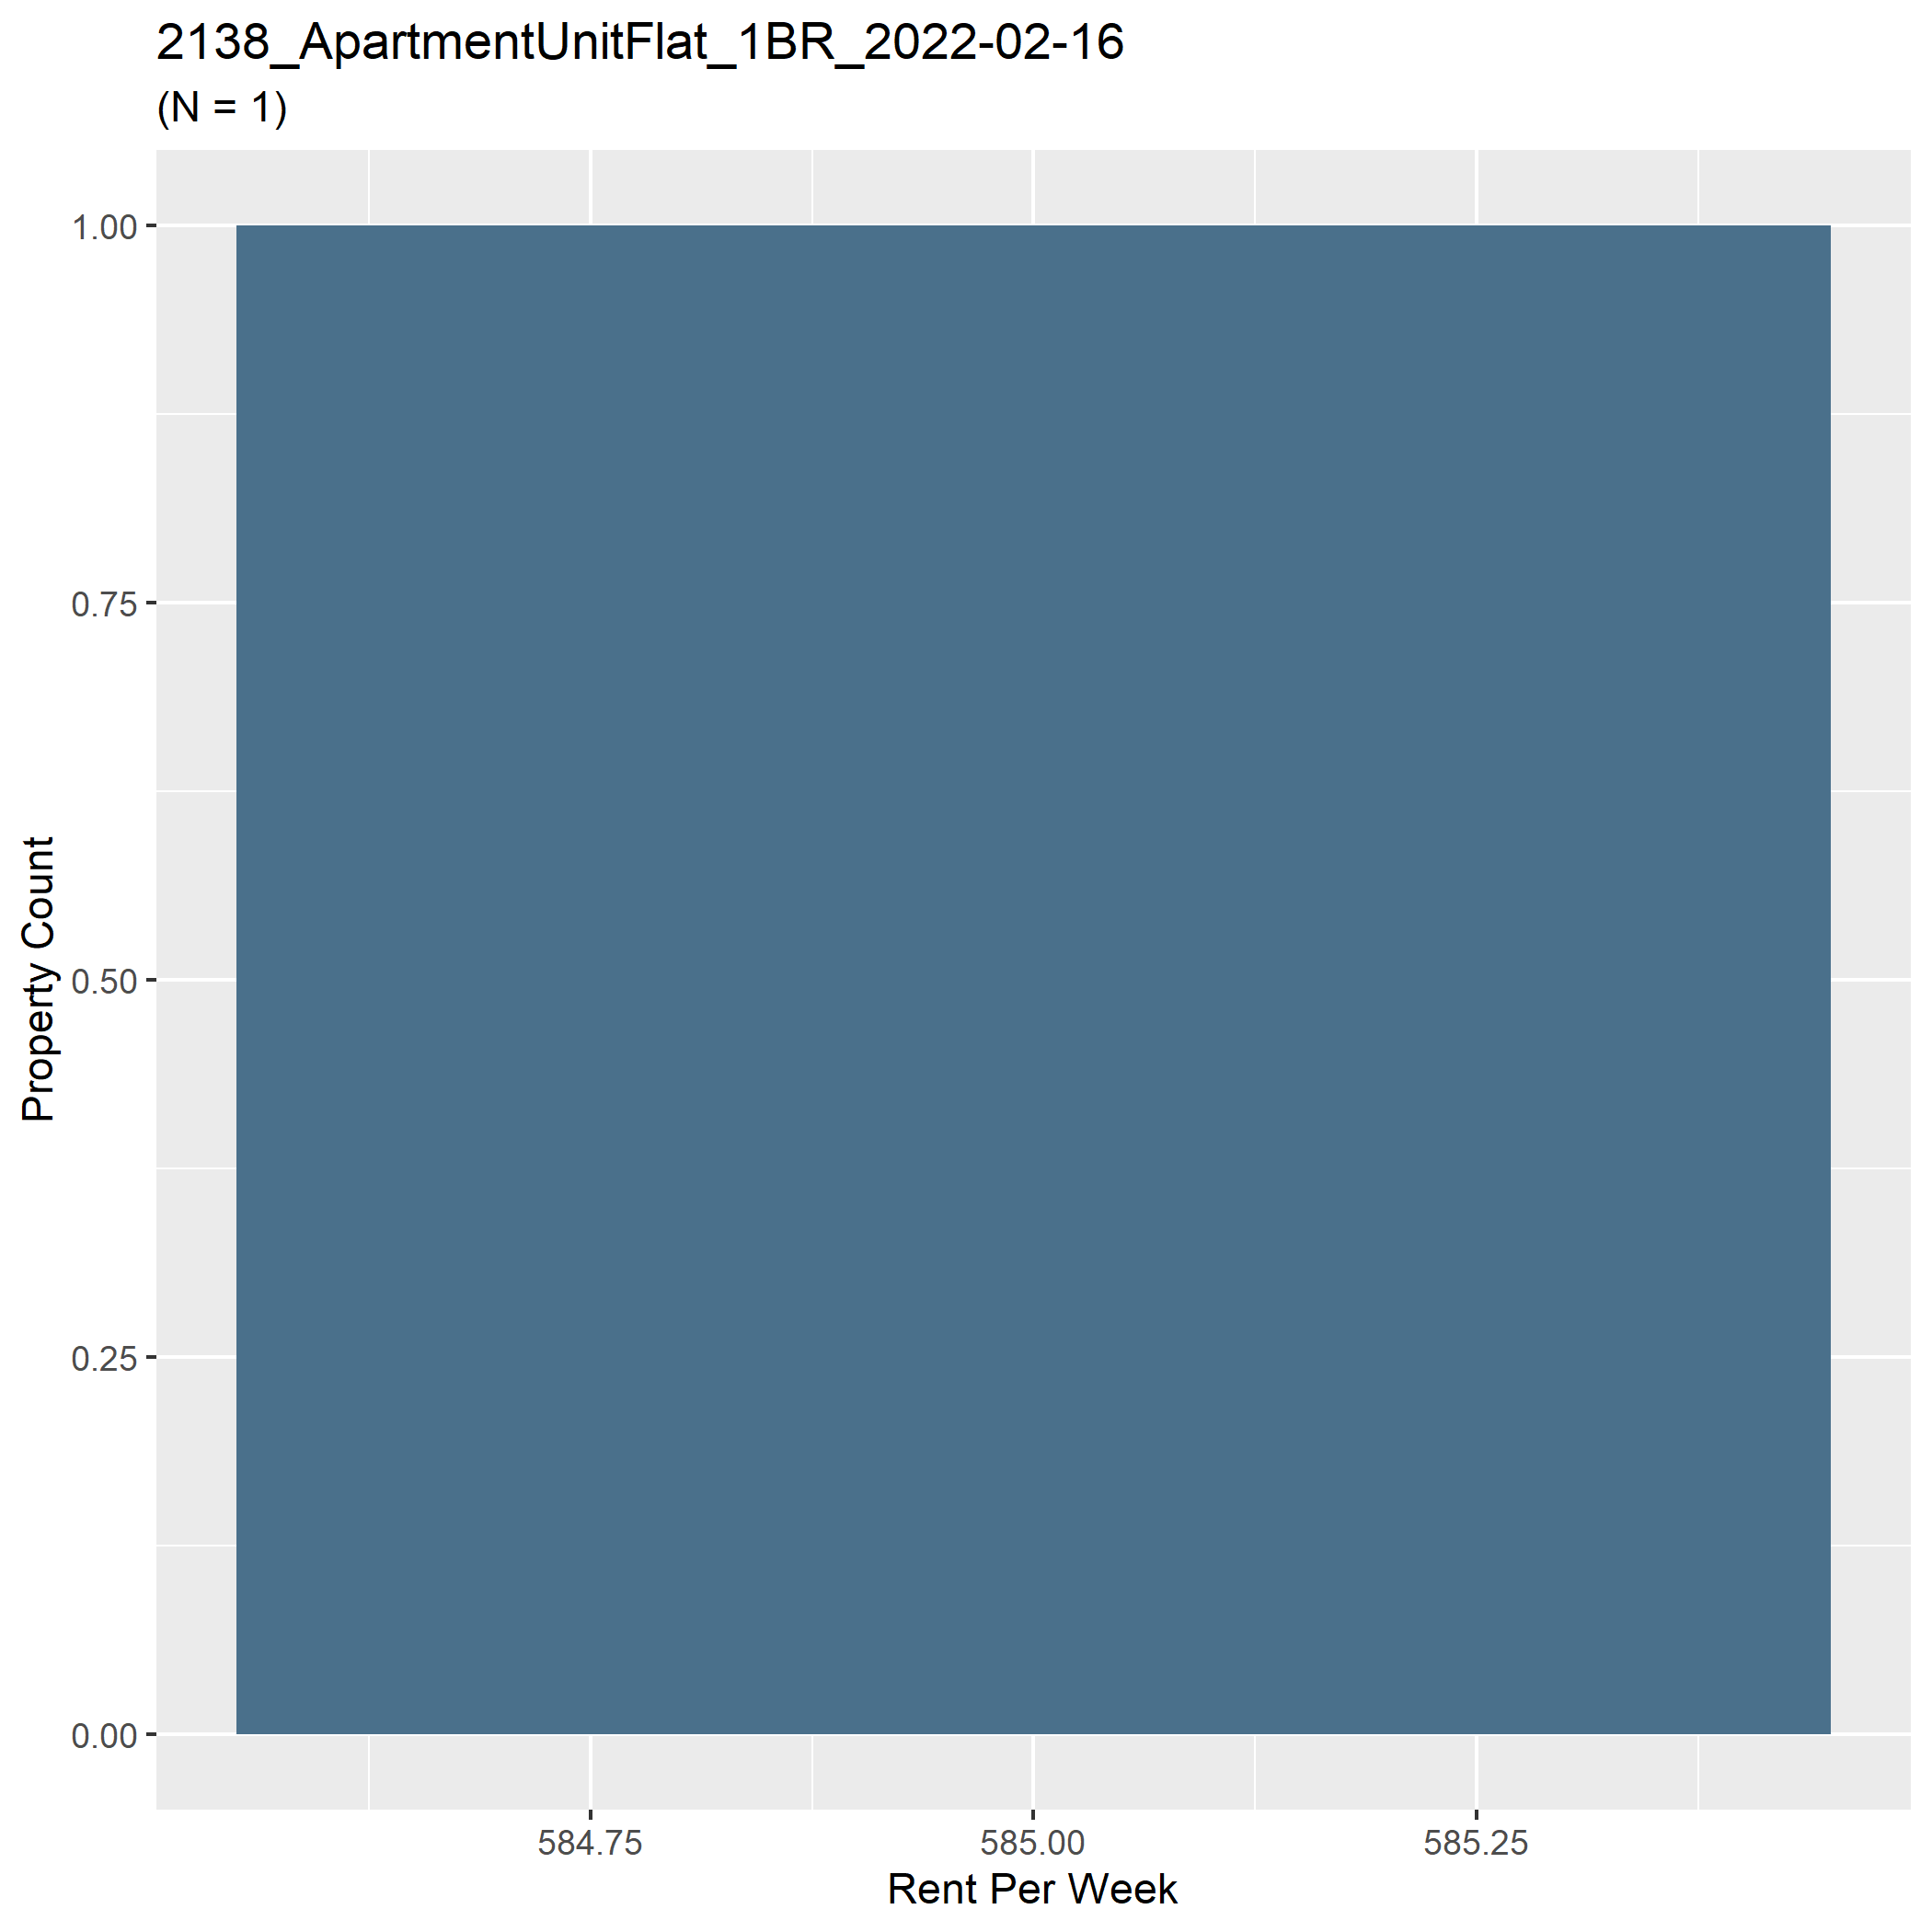 2138_ApartmentUnitFlat_1BR_2022-02-16
(N = 1)
Property Count
1.00
0.75
0.50
0.25
0.00
584.75 585.00 585.25
Rent Per Week